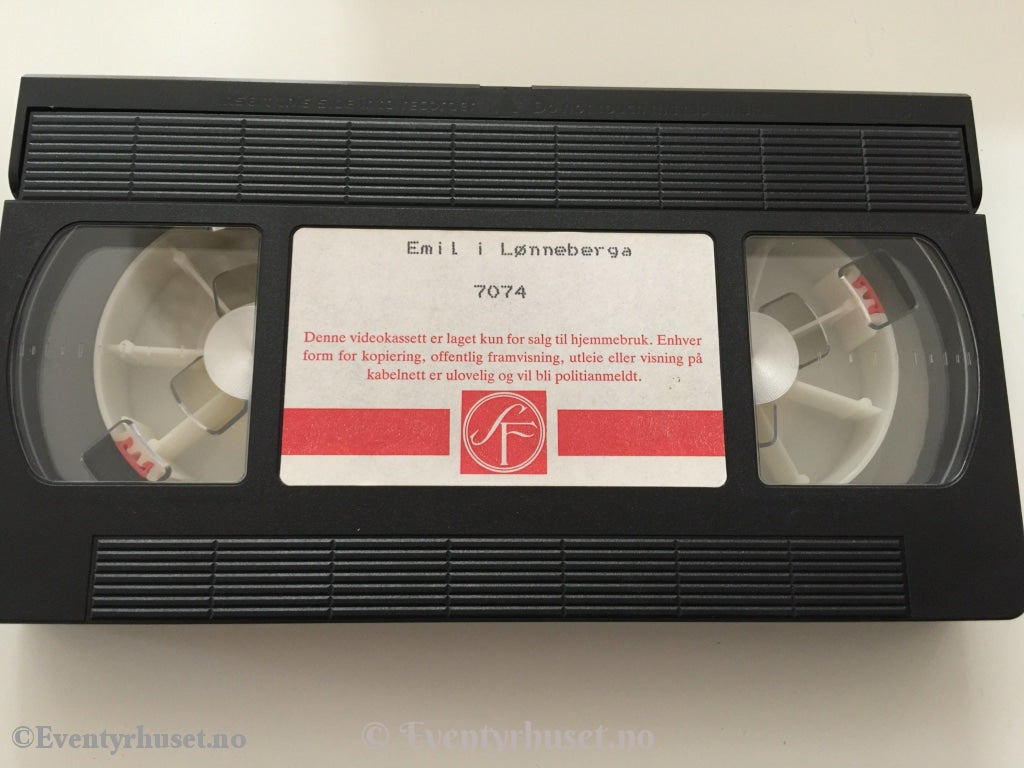 Emil i Lønneberga
7074
Denne videokassett er laget kun for salg til hjemmebruk. Enhver
form for kopiering, offentlig framvisning, utleie eller visning på
kabelnett er ulovelig og vil bli politianmeldt.
SF
©Eventyrhuset.no
© Eventyrhuset.no